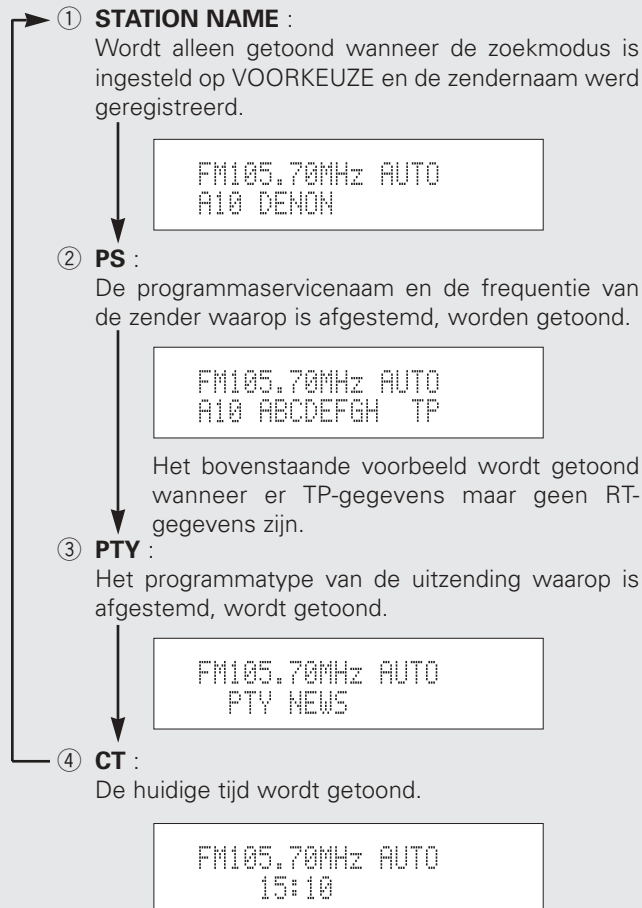 ① STATION NAME :
Wordt alleen getoond wanneer de zoekmodus is
ingesteld op VOORKEUZE en de zendernaam werd
geregistreerd.
FM105.70MHz AUTO
A10 DENON
② PS :
De programmaservicenaam en de frequentie van
de zender waarop is afgestemd, worden getoond.
FM105.70MHz AUTO
A10 ABCDEFGH TP
Het bovenstaande voorbeeld wordt getoond
wanneer er TP-gegevens maar geen RT-
gegevens zijn.
③ PTY :
Het programmatype van de uitzending waarop is
afgestemd, wordt getoond.
FM105.70MHz AUTO
PTY NEWS
④ CT :
De huidige tijd wordt getoond.
FM105.70MHz AUTO
15:10